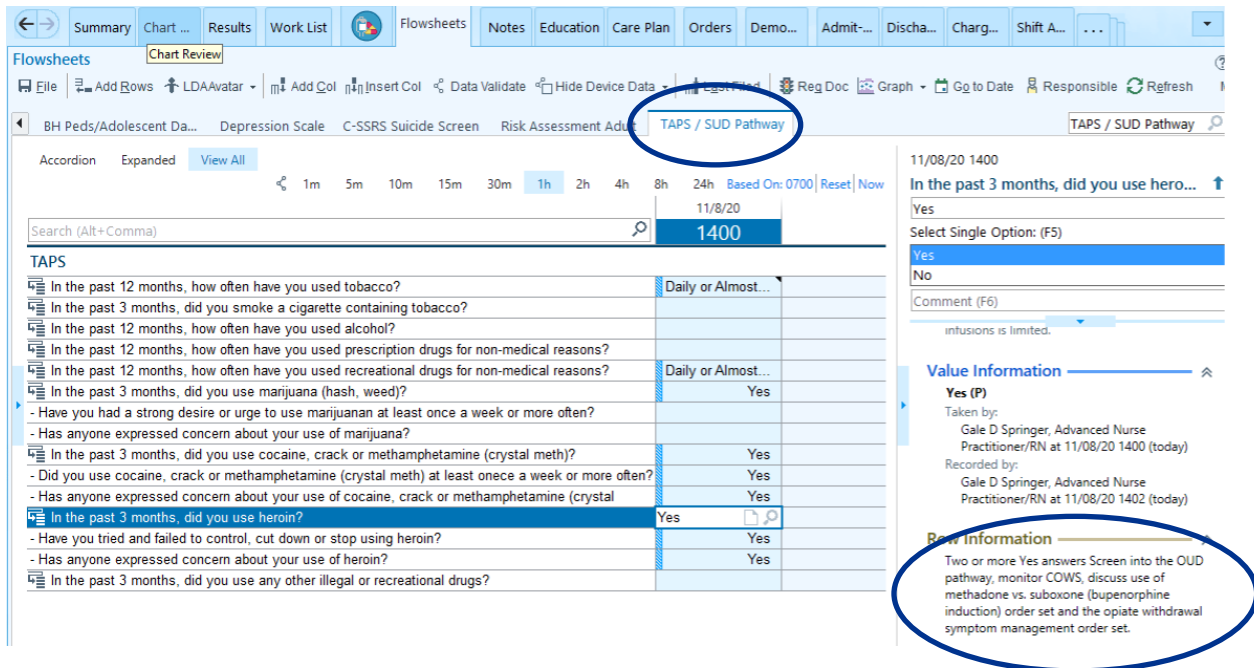 Summary Chart ... Results Work List Flowsheets Notes Education Care Plan Orders Demo... Admit-... Discha... Charg... Shift A... ...
Chart Review
Flowsheets
File Add Rows LDAAvatar Add Col Insert Col Data Validate Hide Device Data Last Filed Reg Doc Graph Go to Date Responsible Refresh
BH Peds/Adolescent Da... Depression Scale C-SSRS Suicide Screen Risk Assessment Adult TAPS / SUD Pathway TAPS / SUD Pathway
Accordion Expanded View All
1m 5m 10m 15m 30m 1h 2h 4h 8h 24h Based On: 0700 Reset Now
11/8/20
Search (Alt+Comma) 1400
TAPS
In the past 12 months, how often have you used tobacco? Daily or Almost...
In the past 3 months, did you smoke a cigarette containing tobacco?
In the past 12 months, how often have you used alcohol?
In the past 12 months, how often have you used prescription drugs for non-medical reasons?
In the past 12 months, how often have you used recreational drugs for non-medical reasons? Daily or Almost...
In the past 3 months, did you use marijuana (hash, weed)? Yes
- Have you had a strong desire or urge to use marijuanan at least once a week or more often?
- Has anyone expressed concern about your use of marijuana?
In the past 3 months, did you use cocaine, crack or methamphetamine (crystal meth)? Yes
- Did you use cocaine, crack or methamphetamine (crystal meth) at least onece a week or more often? Yes
- Has anyone expressed concern about your use of cocaine, crack or methamphetamine (crystal Yes
In the past 3 months, did you use heroin? Yes
- Have you tried and failed to control, cut down or stop using heroin? Yes
- Has anyone expressed concern about your use of heroin? Yes
In the past 3 months, did you use any other illegal or recreational drugs?
11/08/20 1400
In the past 3 months, did you use hero...
Yes
Select Single Option: (F5)
Yes
No
Comment (F6)
infusions is limited.
Value Information
Yes (P)
Taken by:
Gale D Springer, Advanced Nurse
Practitioner/RN at 11/08/20 1400 (today)
Recorded by:
Gale D Springer, Advanced Nurse
Practitioner/RN at 11/08/20 1402 (today)
Row Information
Two or more Yes answers Screen into the OUD
pathway, monitor COWS, discuss use of
methadone vs. suboxone (bupenorphine
induction) order set and the opiate withdrawal
symptom management order set.